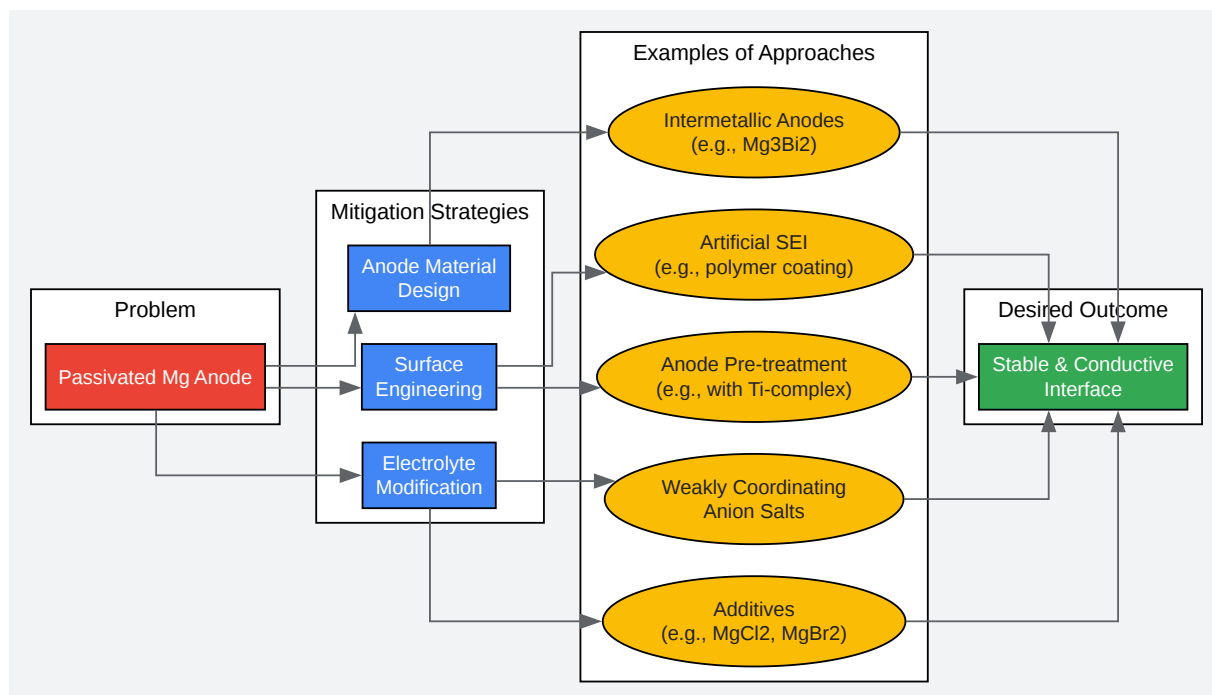 Problem
Passivated Mg Anode
Mitigation Strategies
Anode Material
Design
Surface
Engineering
Electrolyte
Modification
Examples of Approaches
Intermetallic Anodes
(e.g., Mg3Bi2)
Artificial SEI
(e.g., polymer coating)
Anode Pre-treatment
(e.g., with Ti-complex)
Weakly Coordinating
Anion Salts
Additives
(e.g., MgCl2, MgBr2)
Desired Outcome
Stable & Conductive
Interface